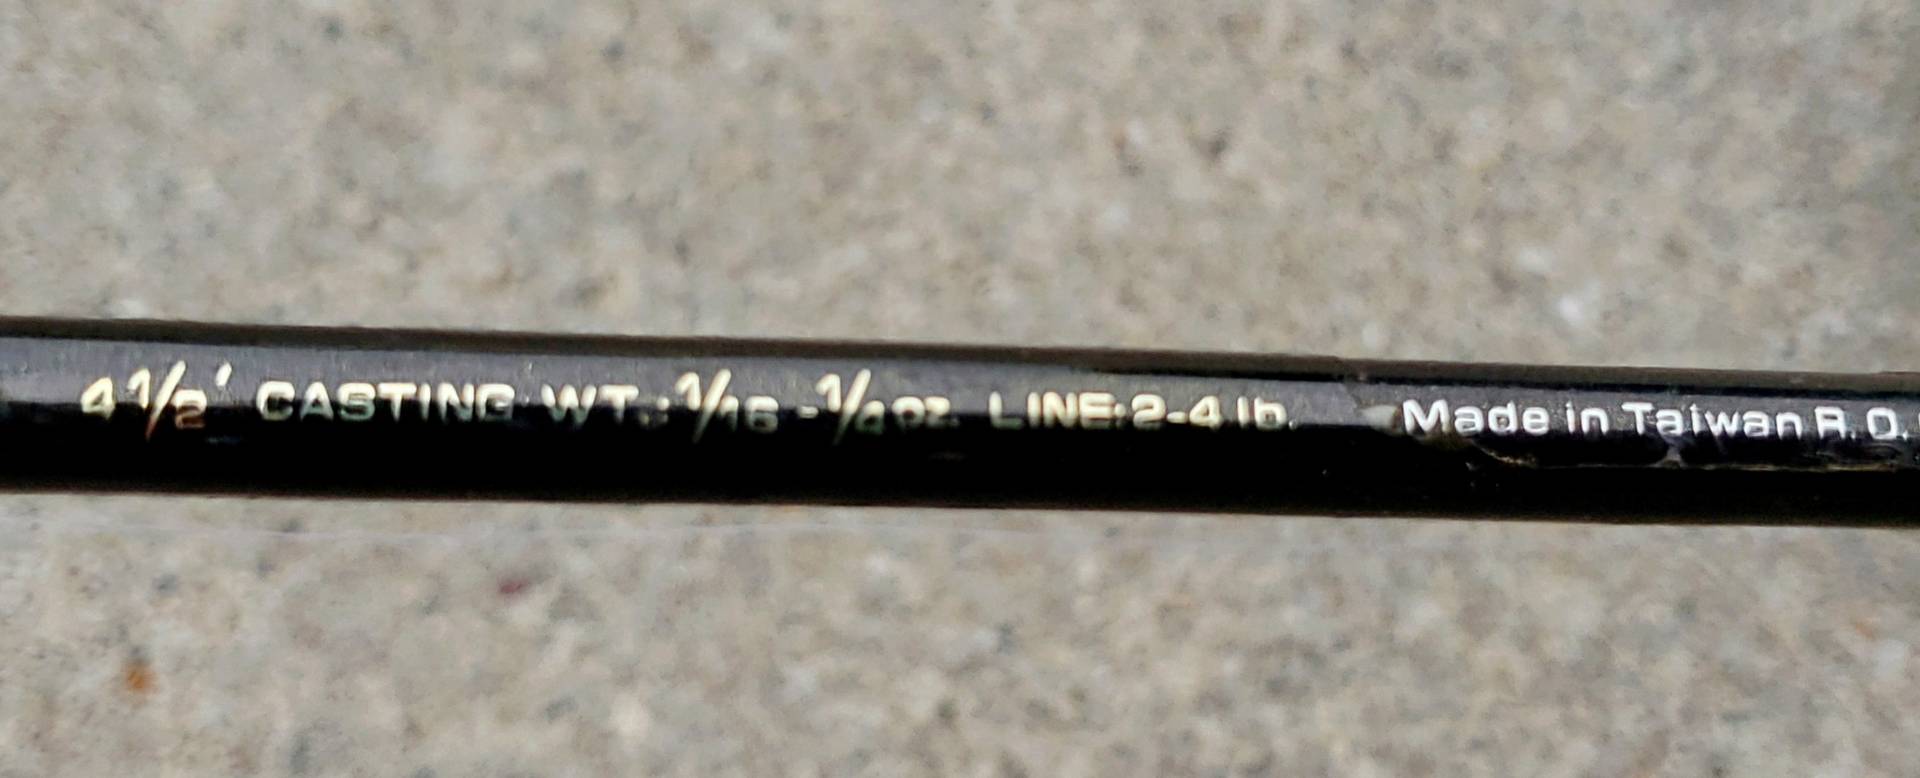 4 1/2' CASTING WT.: 1/16 - 1/4 oz. LINE: 2-4 lb. Made in Taiwan R.O.